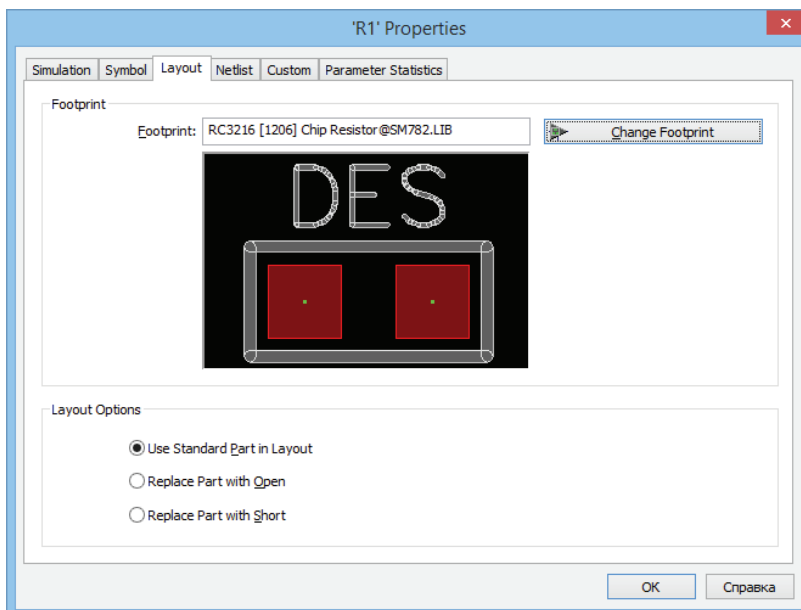 'R1' Properties
Simulation Symbol Layout Netlist Custom Parameter Statistics
Footprint
Footprint: RC3216 [1206] Chip Resistor@SM782.LIB Change Footprint
DES
Layout Options
Use Standard Part in Layout
Replace Part with Open
Replace Part with Short
OK Справка